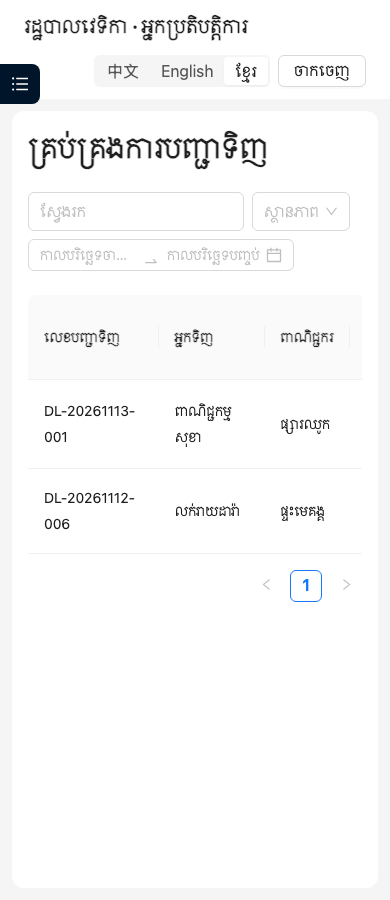 រដ្ឋបាលវេទិកា · អ្នកប្រតិបត្តិការ
中文 English ខ្មែរ ចាកចេញ
គ្រប់គ្រងការបញ្ជាទិញ
ស្វែងរក ស្ថានភាព
កាលបរិច្ឆេទចា... កាលបរិច្ឆេទបញ្ចប់
លេខបញ្ជាទិញ អ្នកទិញ ពាណិជ្ជករ
DL-20261113-001 ពាណិជ្ជកម្ម សុខា ផ្សារឈូក
DL-20261112-006 លក់រាយដារ៉ា ផ្ទះមេគង្គ
1